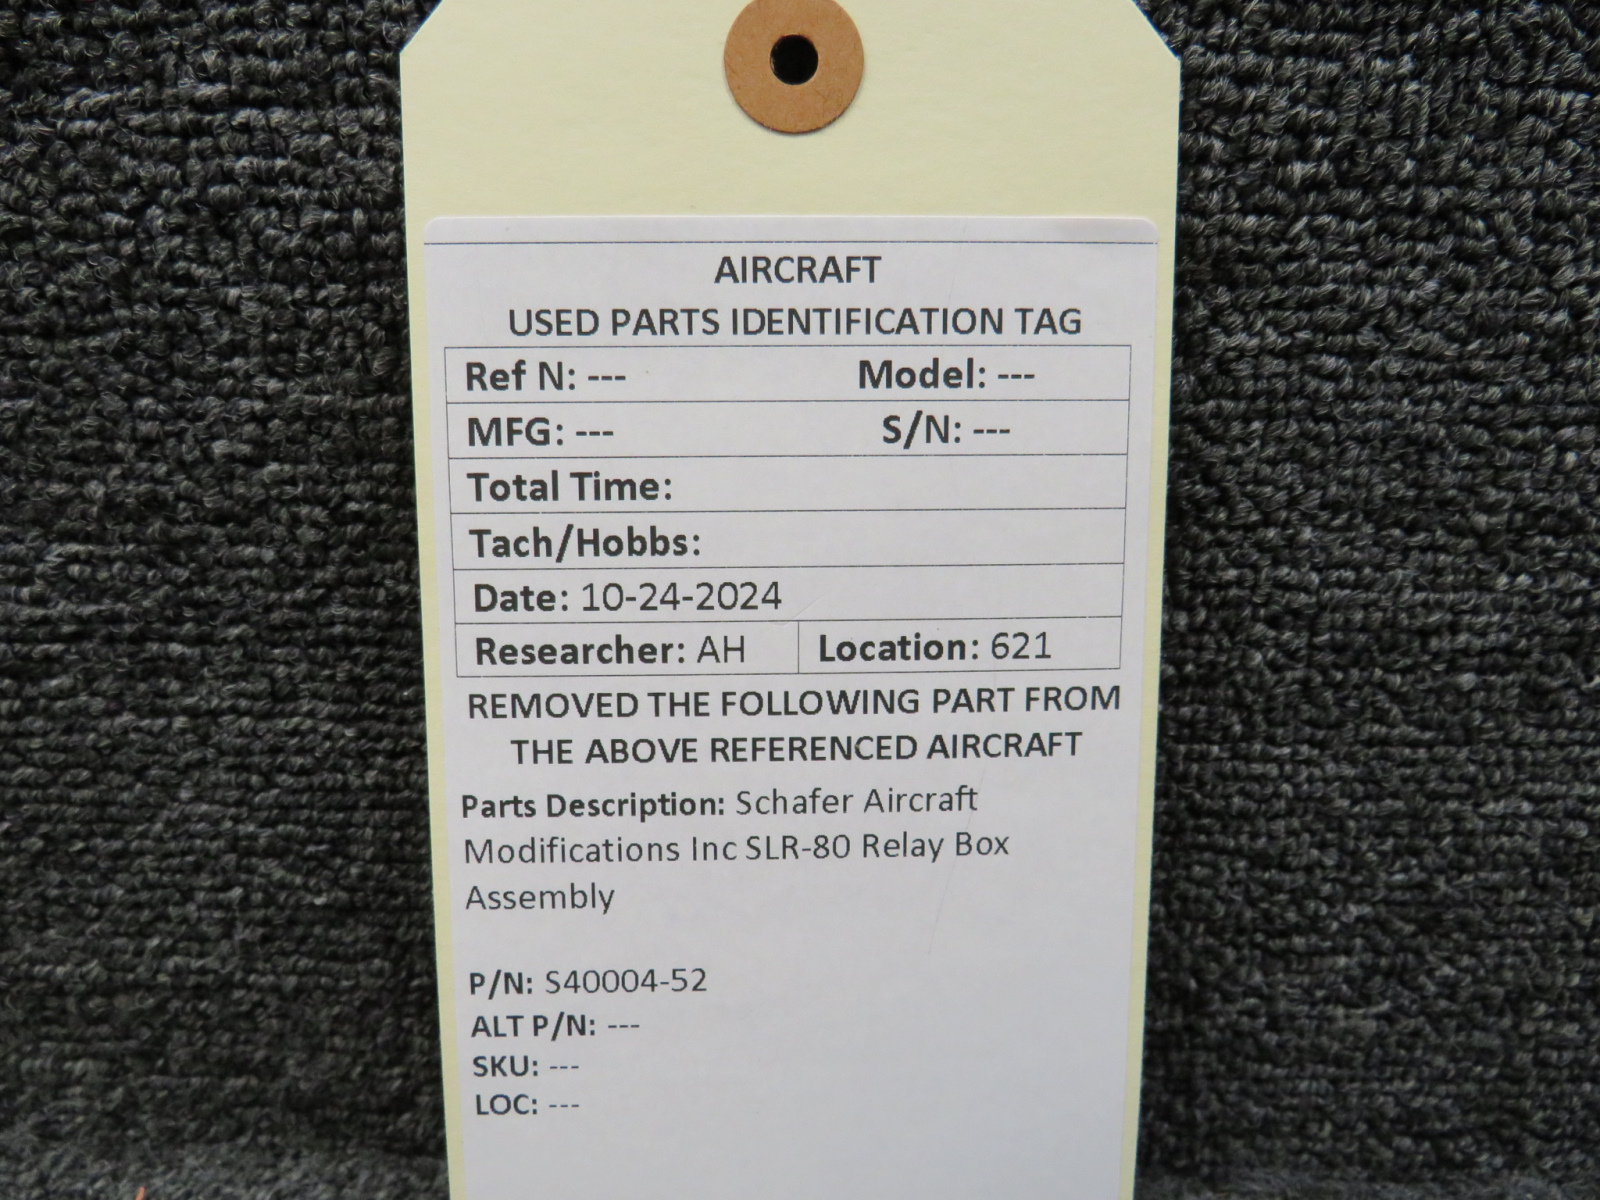 AIRCRAFT
USED PARTS IDENTIFICATION TAG
Ref N: --- Model: ---
MFG: --- S/N: ---
Total Time:
Tach/Hobbs:
Date: 10-24-2024
Researcher: AH Location: 621
REMOVED THE FOLLOWING PART FROM
THE ABOVE REFERENCED AIRCRAFT
Parts Description: Schafer Aircraft
Modifications Inc SLR-80 Relay Box
Assembly
P/N: S40004-52
ALT P/N: ---
SKU: ---
LOC: ---